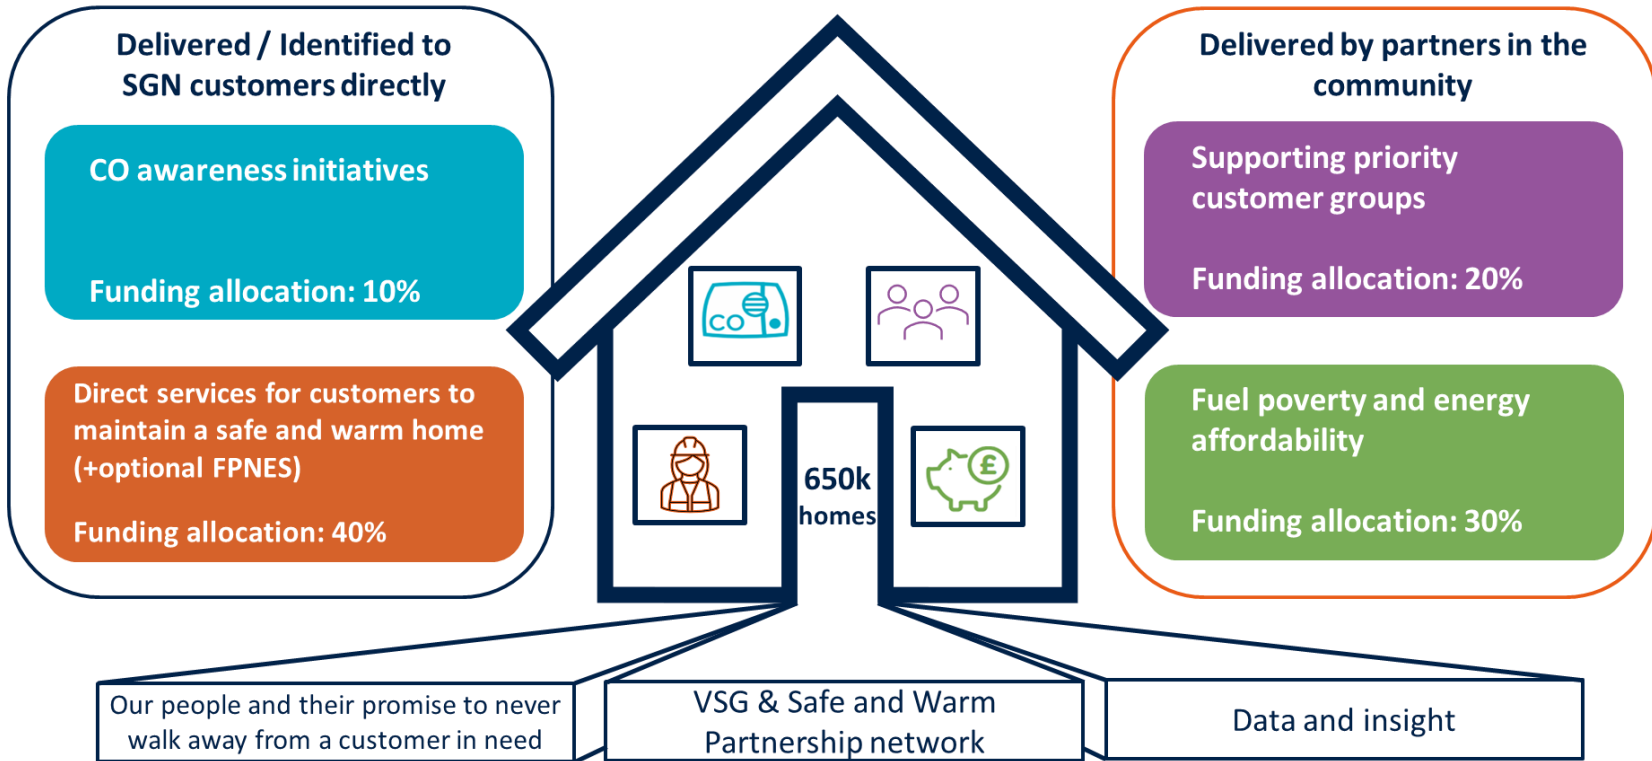 Delivered / Identified to
SGN customers directly
CO awareness initiatives
Funding allocation: 10%
Direct services for customers to
maintain a safe and warm home
(+optional FPNES)
Funding allocation: 40%
CO
£
650k
homes
Delivered by partners in the
community
Supporting priority
customer groups
Funding allocation: 20%
Fuel poverty and energy
affordability
Funding allocation: 30%
Our people and their promise to never
walk away from a customer in need
VSG & Safe and Warm
Partnership network
Data and insight